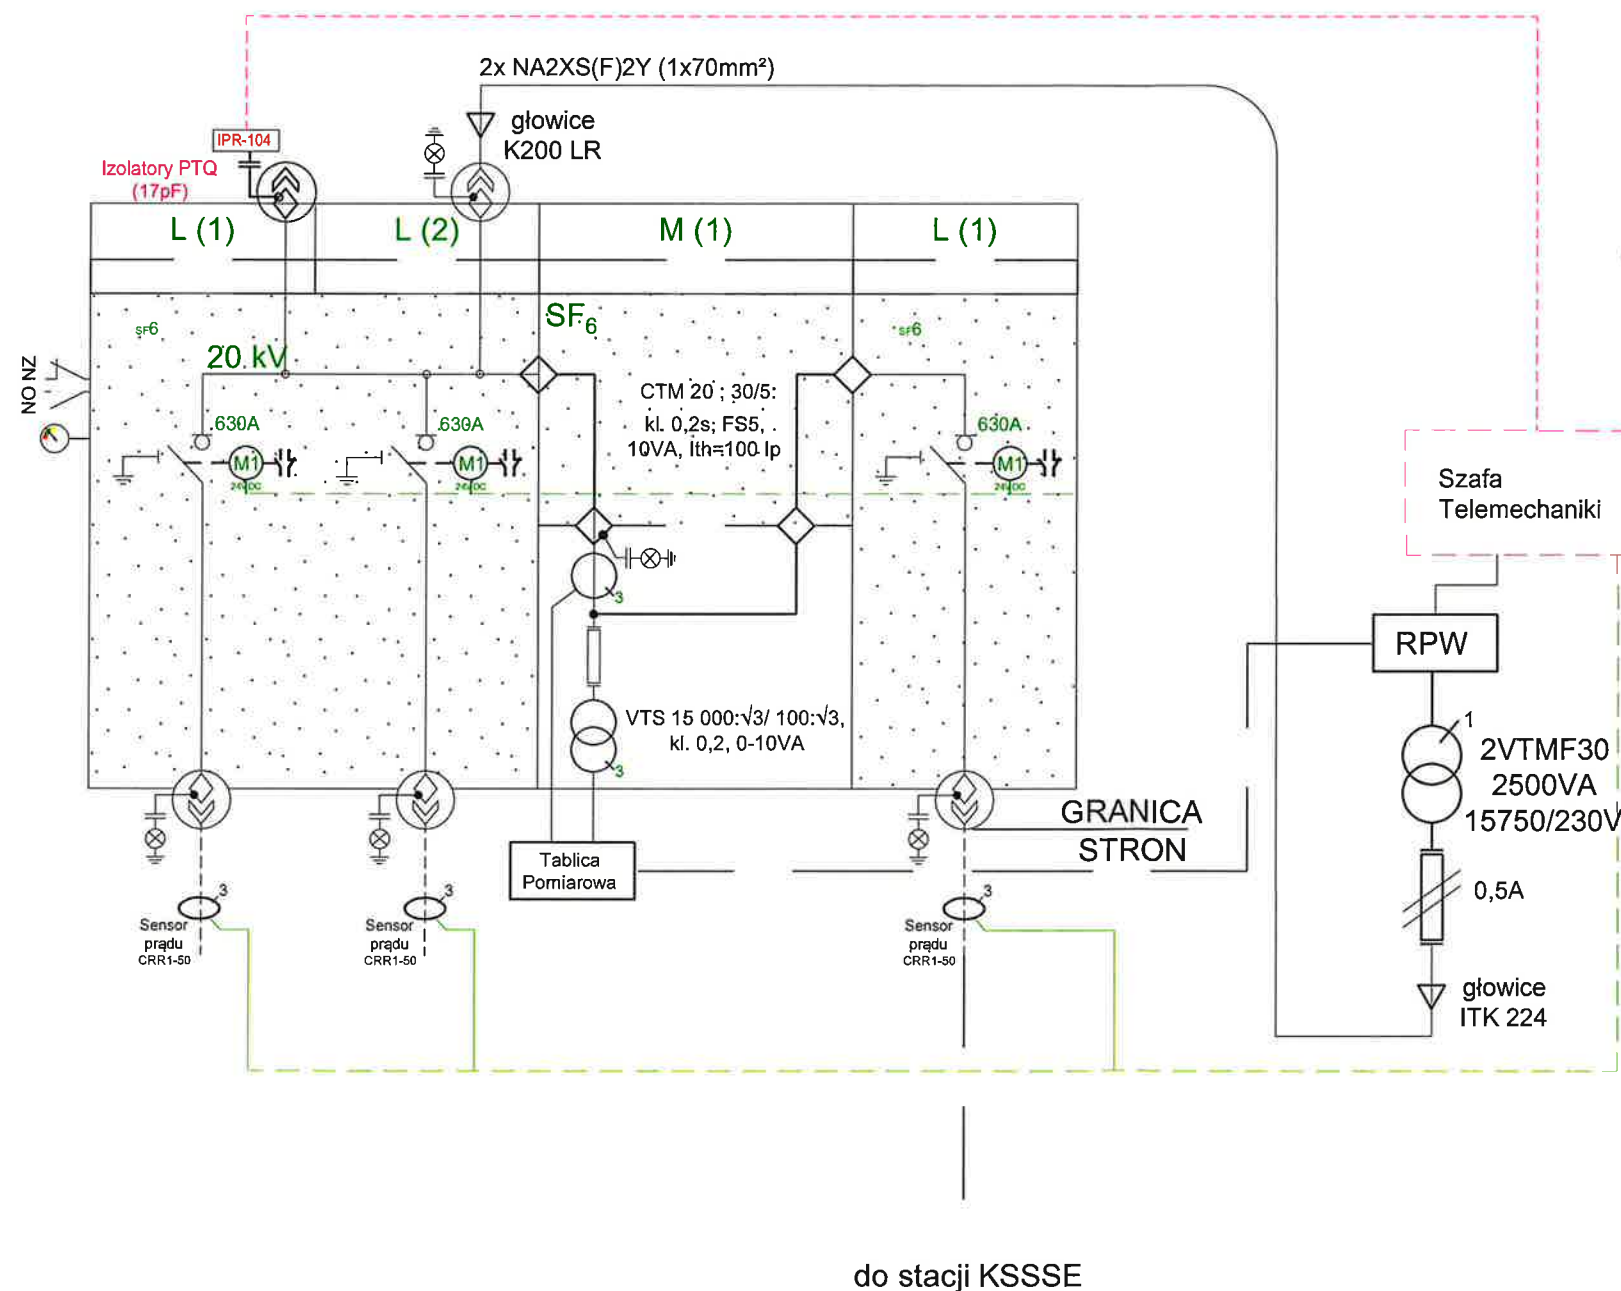 2x NA2XS(F)2Y (1x70mm²)
głowice
K200 LR
IPR-104
Izolatory PTQ
(17pF)
L (1)
L (2)
M (1)
L (1)
SF6
SF6
SF6
20 kV
NO NZ
CTM 20 ; 30/5:
kl. 0,2s; FS5,
10VA, Ith=100 Ip
630A
630A
630A
M1
M1
M1
24VDC
24VDC
24VDC
Szafa
Telemechaniki
3
RPW
VTS 15 000:√3/ 100:√3,
kl. 0,2, 0-10VA
3
1
2VTMF30
2500VA
15750/230V
GRANICA
STRON
Tablica
Pomiarowa
0,5A
3
3
3
Sensor
prądu
CRR1-50
Sensor
prądu
CRR1-50
Sensor
prądu
CRR1-50
głowice
ITK 224
do stacji KSSSE